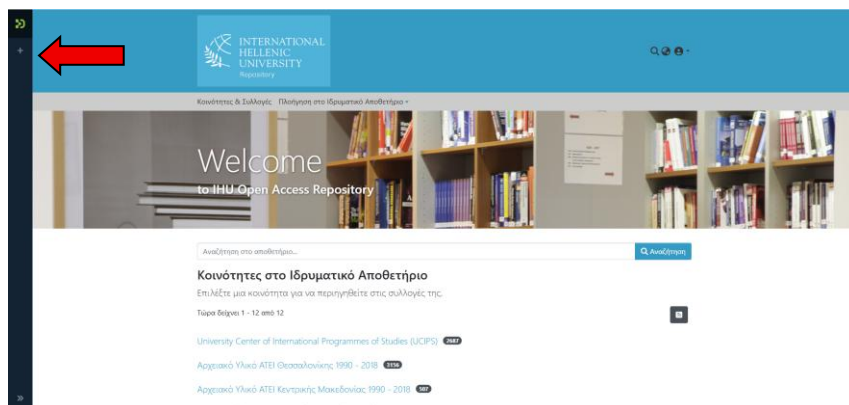 INTERNATIONAL
HELLENIC
UNIVERSITY
Repository
Κοινότητες & Συλλογές Πλοήγηση στο Ιδρυματικό Αποθετήριο
Welcome
to IHU Open Access Repository
Αναζήτηση στο αποθετήριο...
Αναζήτηση
Κοινότητες στο Ιδρυματικό Αποθετήριο
Επιλέξτε μια κοινότητα για να περιηγηθείτε στις συλλογές της.
Τώρα δείχνει 1 - 12 από 12
University Center of International Programmes of Studies (UCIPS) 2687
Αρχειακό Υλικό ΑΤΕΙ Θεσσαλονίκης 1990 - 2018 3156
Αρχειακό Υλικό ΑΤΕΙ Κεντρικής Μακεδονίας 1990 - 2018 507